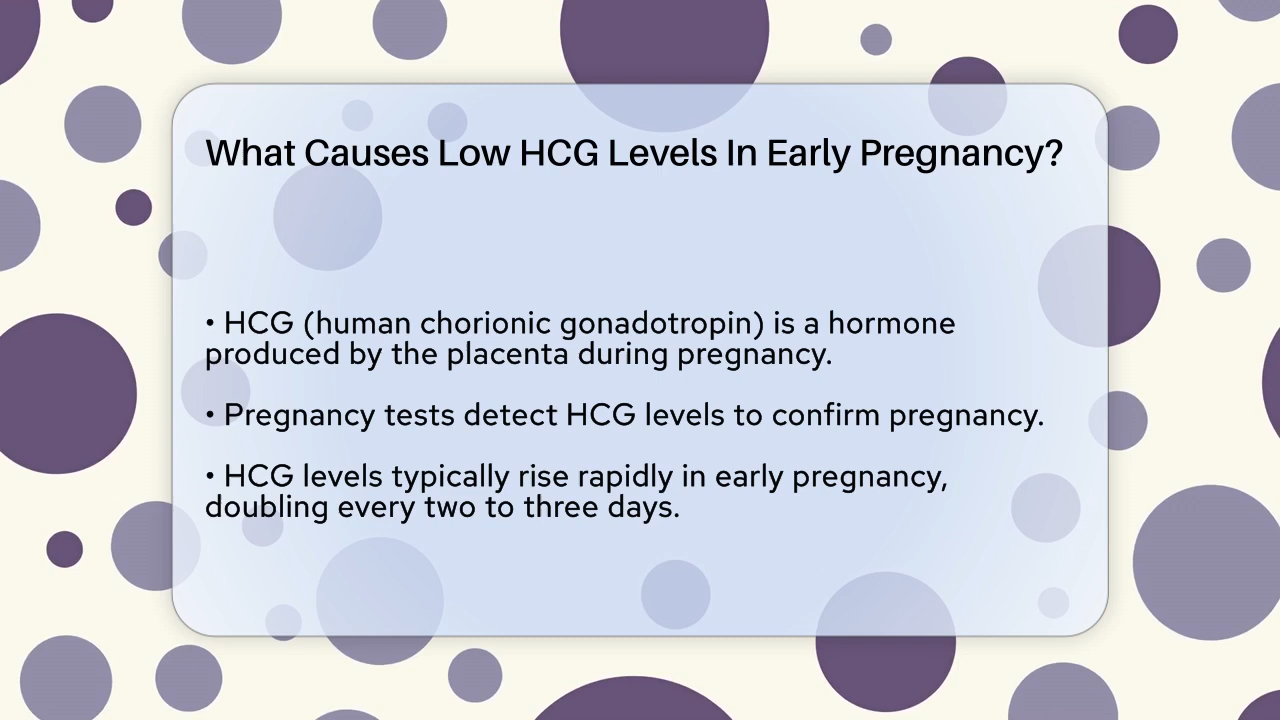 What Causes Low HCG Levels In Early Pregnancy?
• HCG (human chorionic gonadotropin) is a hormone
produced by the placenta during pregnancy.
• Pregnancy tests detect HCG levels to confirm pregnancy.
• HCG levels typically rise rapidly in early pregnancy,
doubling every two to three days.